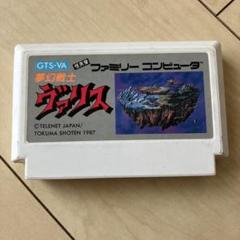 GTS-VA
ファミリー コンピュータ
夢幻戦士
ヴァリス
© TELENET JAPAN/
TOKUMA SHOTEN 1987